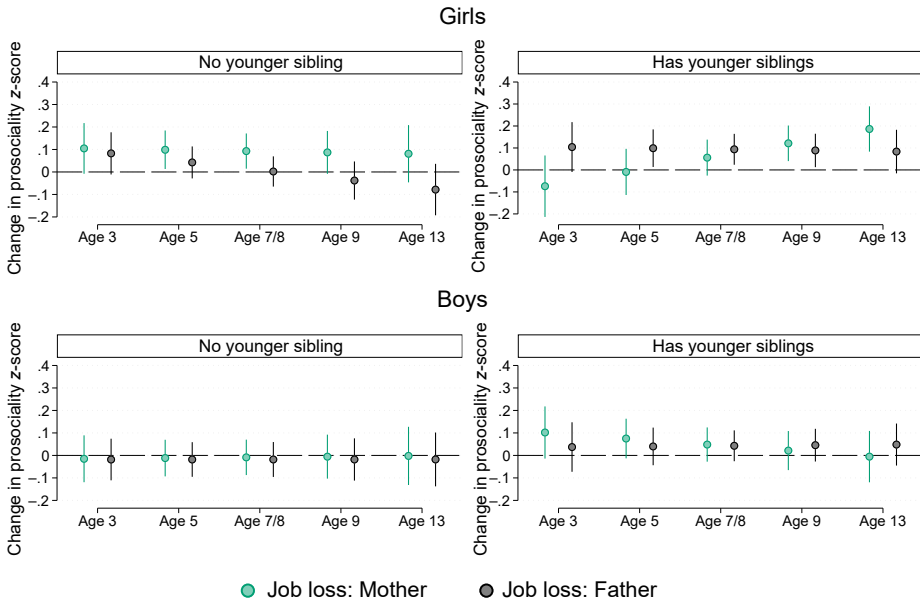 Girls
No younger sibling
Has younger siblings
Change in prosociality z-score
.4
.3
.2
.1
0
–.1
–.2
Age 3 Age 5 Age 7/8 Age 9 Age 13
Change in prosociality z-score
.4
.3
.2
.1
0
–.1
–.2
Age 3 Age 5 Age 7/8 Age 9 Age 13
Boys
No younger sibling
Has younger siblings
Change in prosociality z-score
.4
.3
.2
.1
0
–.1
–.2
Age 3 Age 5 Age 7/8 Age 9 Age 13
Change in prosociality z-score
.4
.3
.2
.1
0
–.1
–.2
Age 3 Age 5 Age 7/8 Age 9 Age 13
Job loss: Mother Job loss: Father